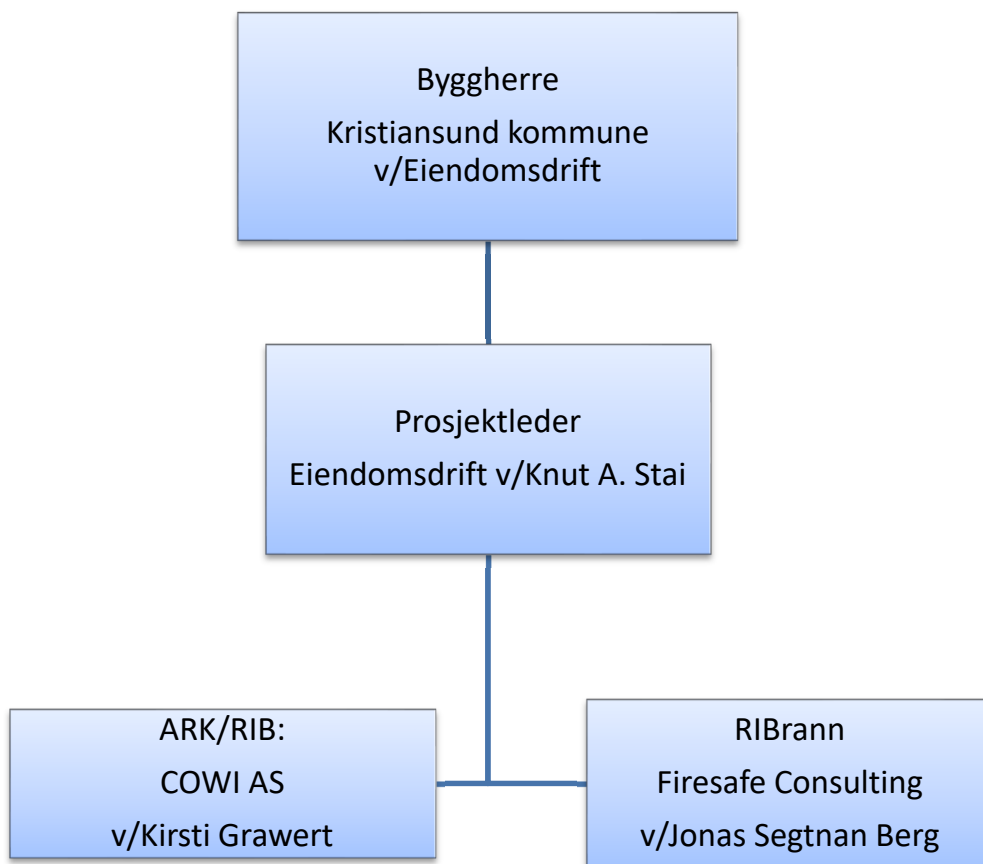 Byggherre
Kristiansund kommune
v/Eiendomsdrift
Prosjektleder
Eiendomsdrift v/Knut A. Stai
ARK/RIB:
COWI AS
v/Kirsti Grawert
RIBrann
Firesafe Consulting
v/Jonas Segtnan Berg